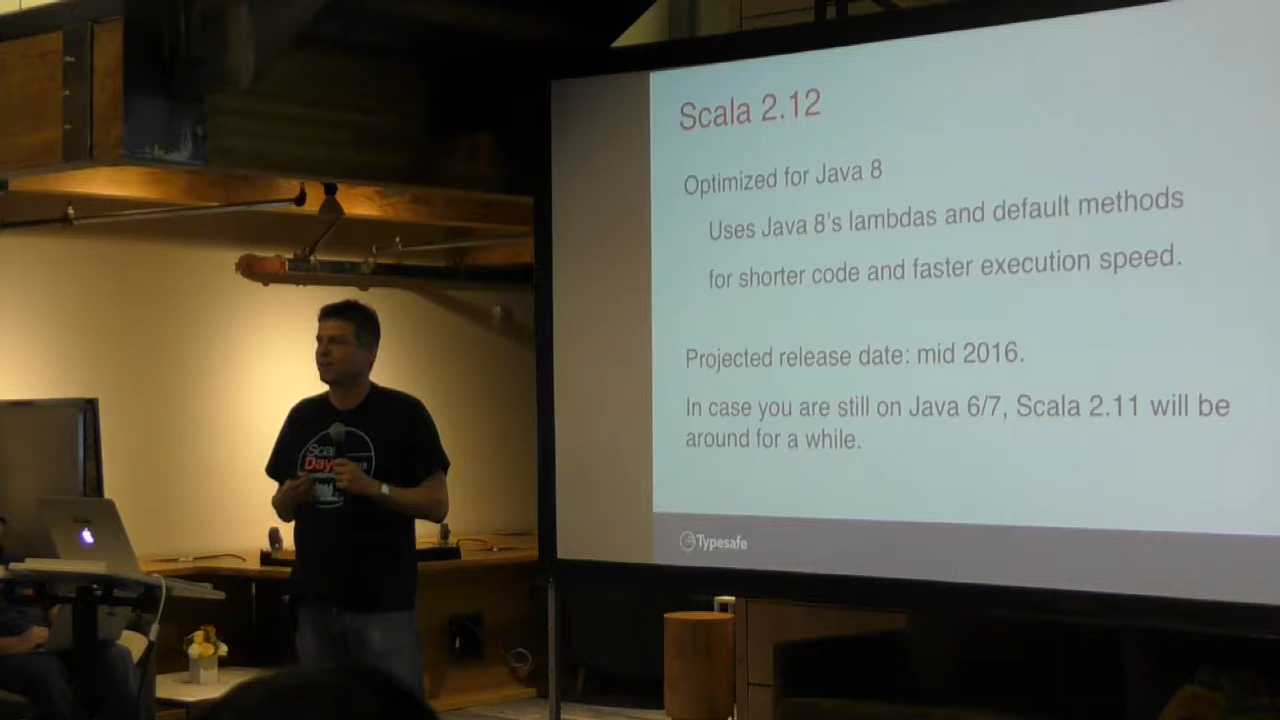 Scala 2.12
Optimized for Java 8
Uses Java 8's lambdas and default methods
for shorter code and faster execution speed.
Projected release date: mid 2016.
In case you are still on Java 6/7, Scala 2.11 will be
around for a while.
Typesafe
Scal
Day